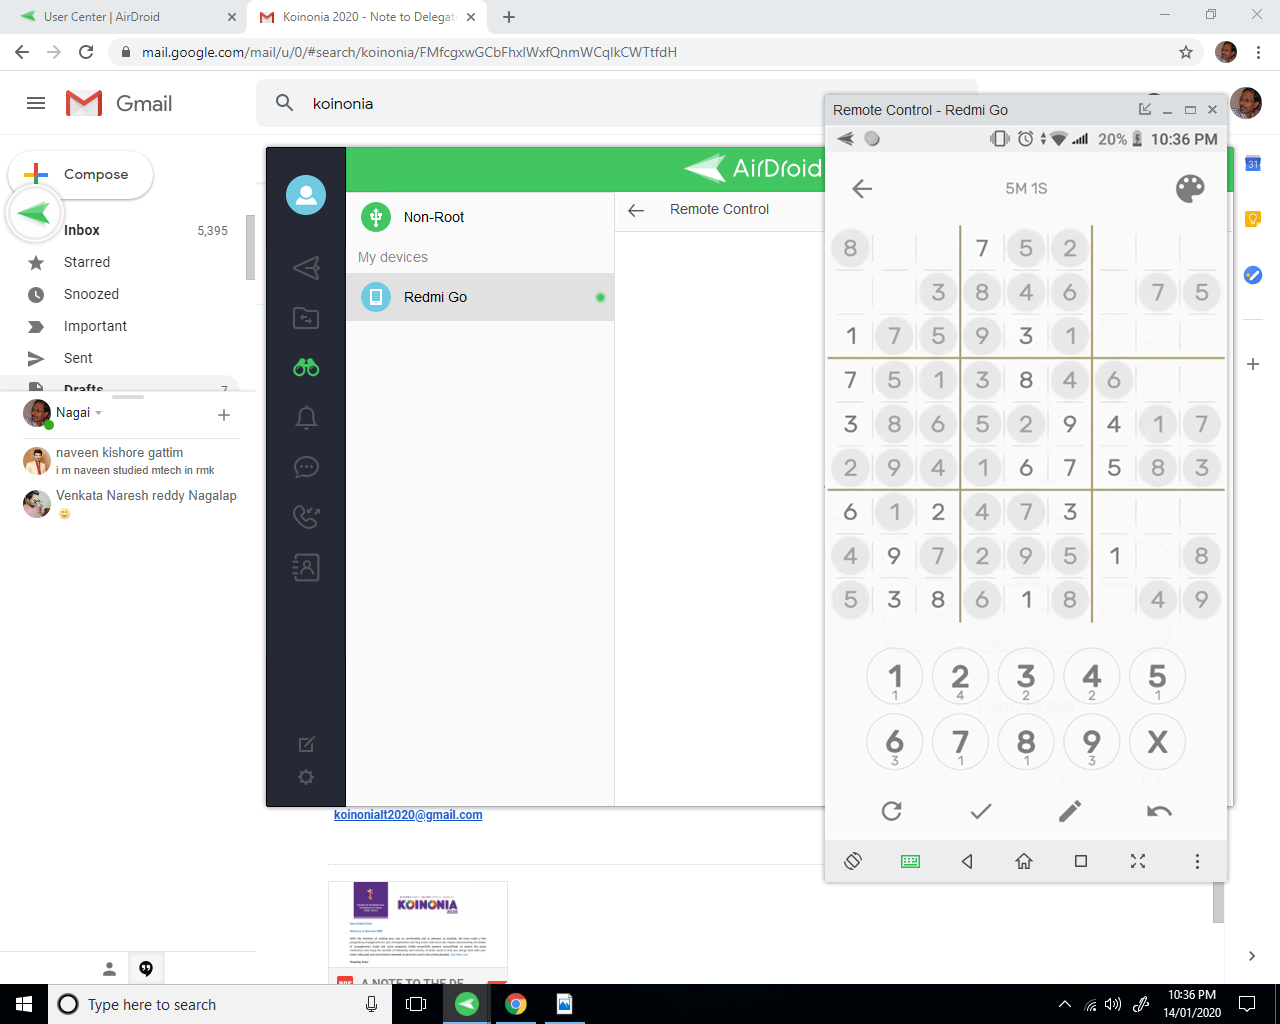 User Center | AirDroid
Koinonia 2020 - Note to Delegat
mail.google.com/mail/u/0/#search/koinonia/FMfcgxwGCbFhxlWxfQnmWCqlkCWTtfdH
Gmail
koinonia
Compose
Inbox 5,395
Starred
Snoozed
Important
Sent
Drafts 7
Nagai
naveen kishore gattim
i m naveen studied mtech in rmk
Venkata Naresh reddy Nagalap
AirDroid
Non-Root
My devices
Redmi Go
Remote Control
Remote Control - Redmi Go
20% 10:36 PM
5M 1S
8 7 5 2
3 8 4 6 7 5
1 7 5 9 3 1
7 5 1 3 8 4 6
3 8 6 5 2 9 4 1 7
2 9 4 1 6 7 5 8 3
6 1 2 4 7 3
4 9 7 2 9 5 1 8
5 3 8 6 1 8 4 9
1 2 3 4 5
1 4 2 2 1
6 7 8 9 X
3 1 1 3
31
koinonialt2020@gmail.com
KOINONIA
2020
A NOTE TO THE DE
Type here to search
10:36 PM
14/01/2020